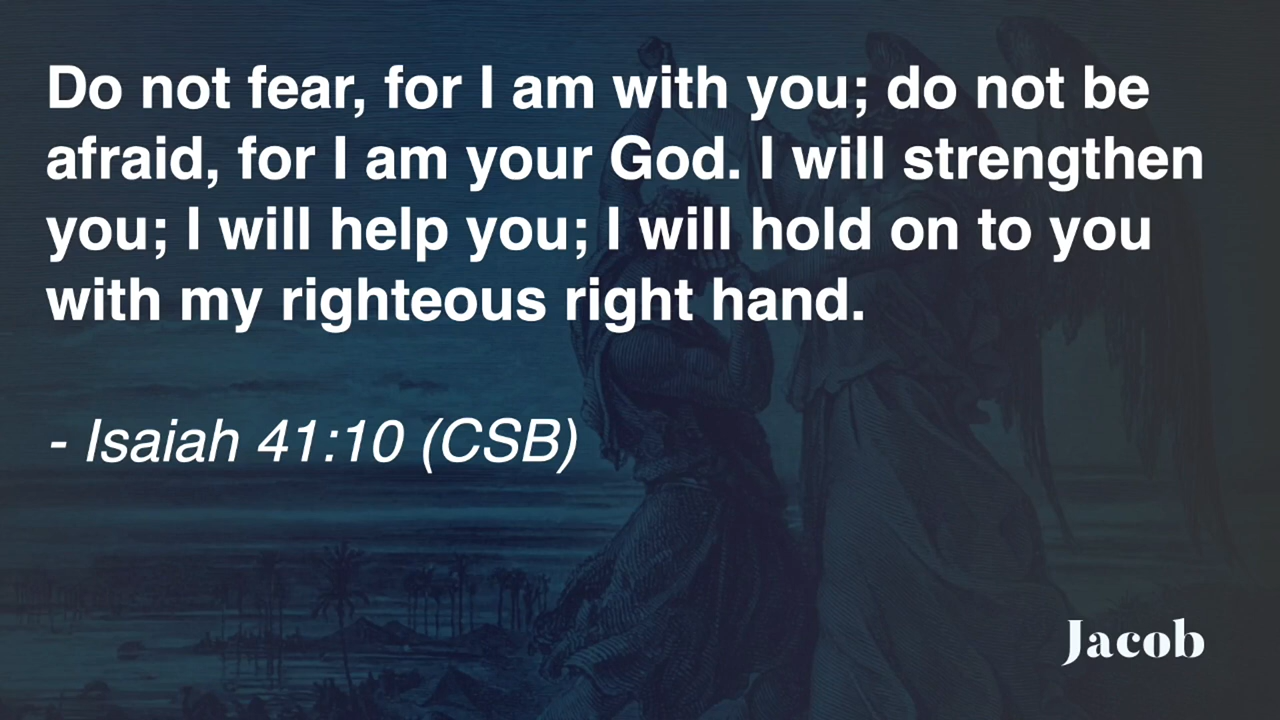 Do not fear, for I am with you; do not be
afraid, for I am your God. I will strengthen
you; I will help you; I will hold on to you
with my righteous right hand.
- Isaiah 41:10 (CSB)
Jacob